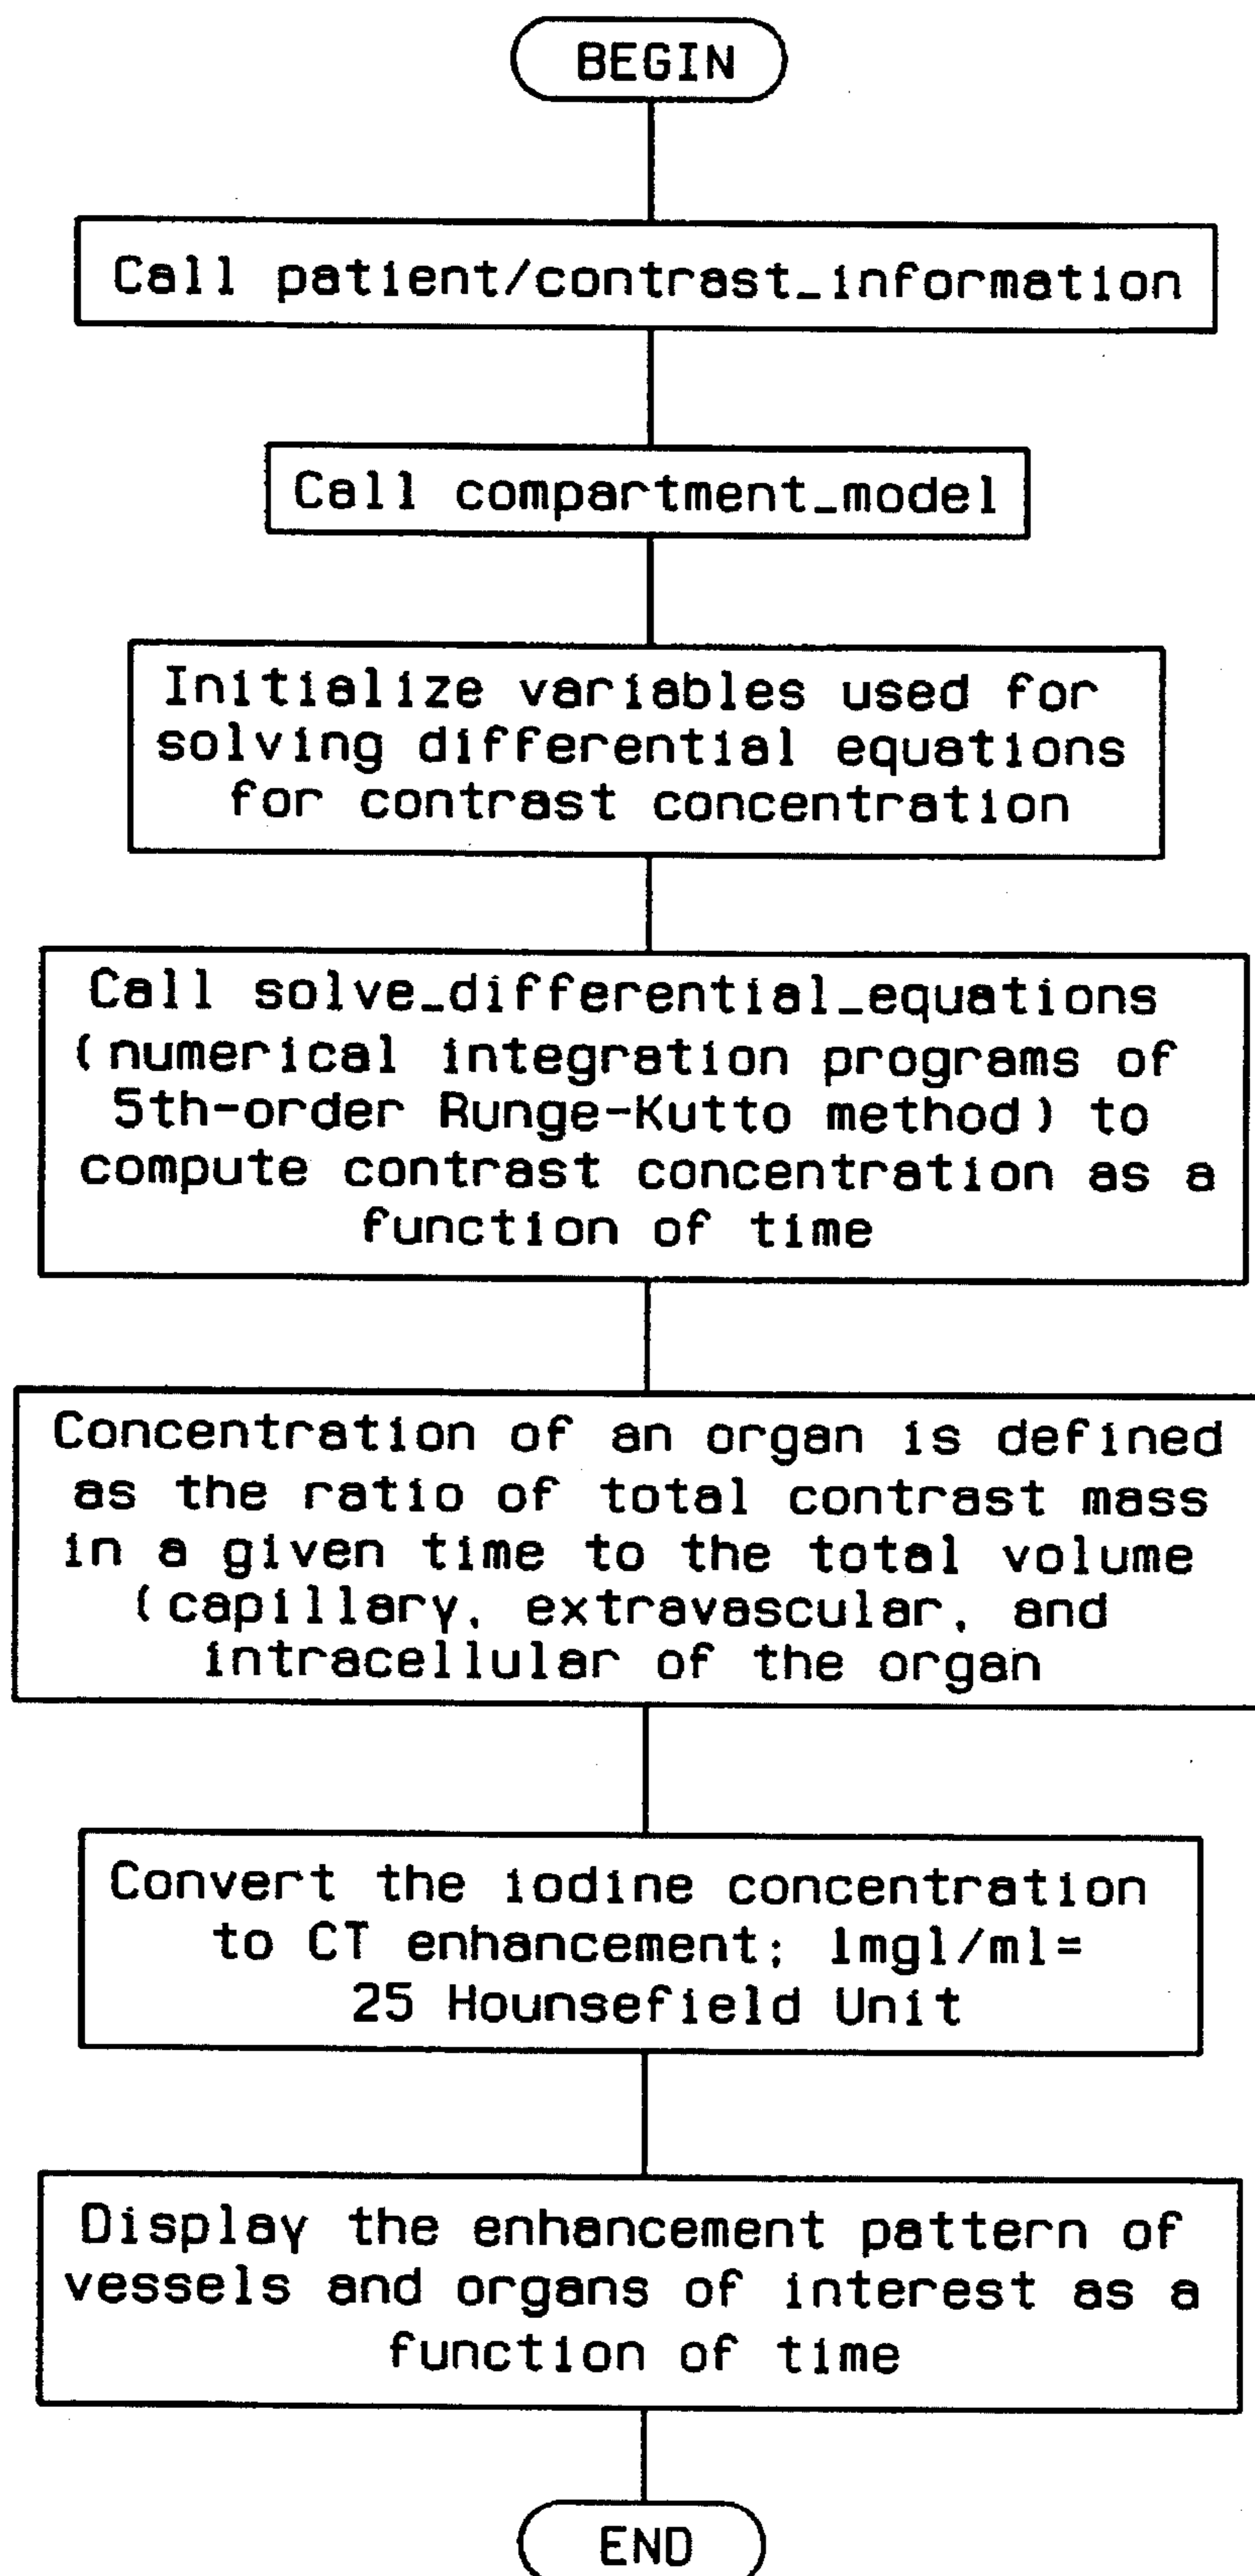 BEGIN
Call patient/contrast_information
Call compartment_model
Initialize variables used for
solving differential equations
for contrast concentration
Call solve_differential_equations
(numerical integration programs of
5th-order Runge-Kutto method) to
compute contrast concentration as a
function of time
Concentration of an organ is defined
as the ratio of total contrast mass
in a given time to the total volume
(capillary, extravascular, and
intracellular of the organ
Convert the iodine concentration
to CT enhancement; 1mgl/ml=
25 Hounsefield Unit
Display the enhancement pattern of
vessels and organs of interest as a
function of time
END